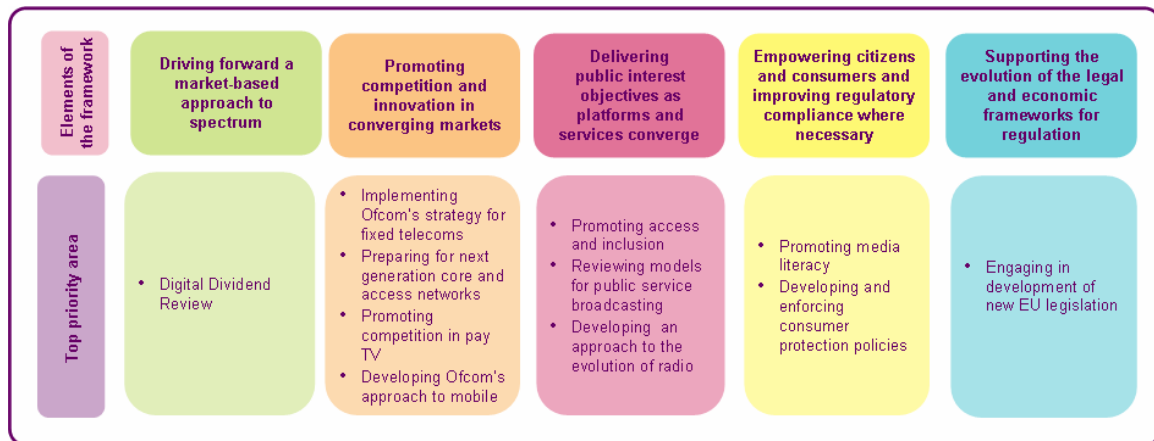 Elements of
the framework
Driving forward a
market-based
approach to
spectrum
Promoting
competition and
innovation in
converging markets
Delivering
public interest
objectives as
platforms and
services converge
Empowering citizens
and consumers and
improving regulatory
compliance where
necessary
Supporting the
evolution of the legal
and economic
frameworks for
regulation
Top priority area
• Digital Dividend
Review
• Implementing
Ofcom's strategy for
fixed telecoms
• Preparing for next
generation core and
access networks
• Promoting
competition in pay
TV
• Developing Ofcom's
approach to mobile
• Promoting access
and inclusion
• Reviewing models
for public service
broadcasting
• Developing an
approach to the
evolution of radio
• Promoting media
literacy
• Developing and
enforcing
consumer
protection policies
• Engaging in
development of
new EU legislation